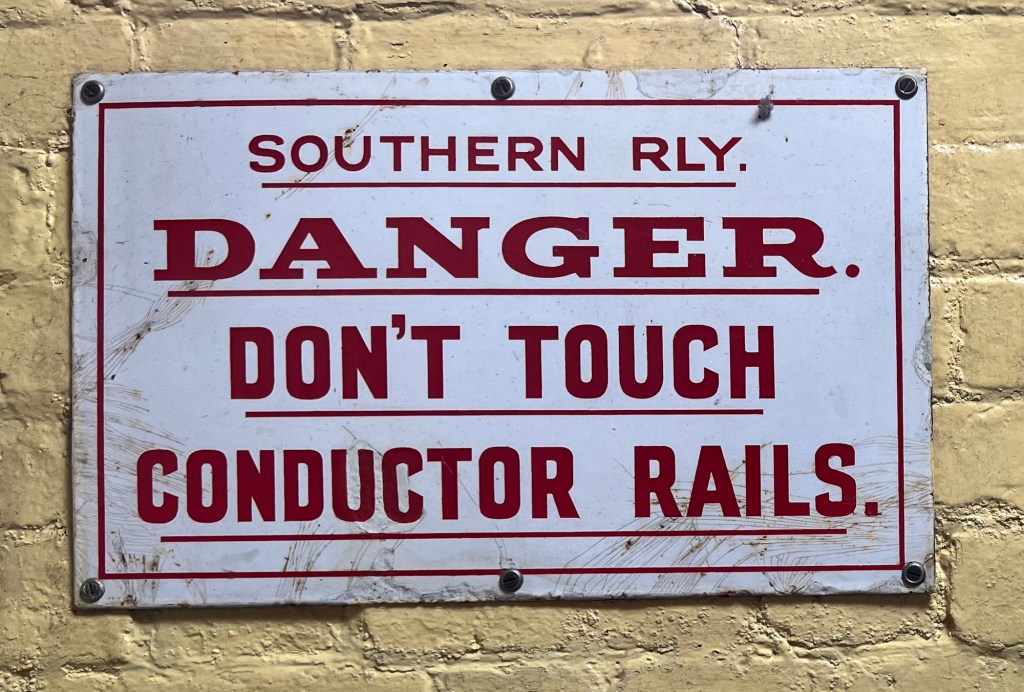 SOUTHERN RLY.
DANGER.
DON'T TOUCH
CONDUCTOR RAILS.